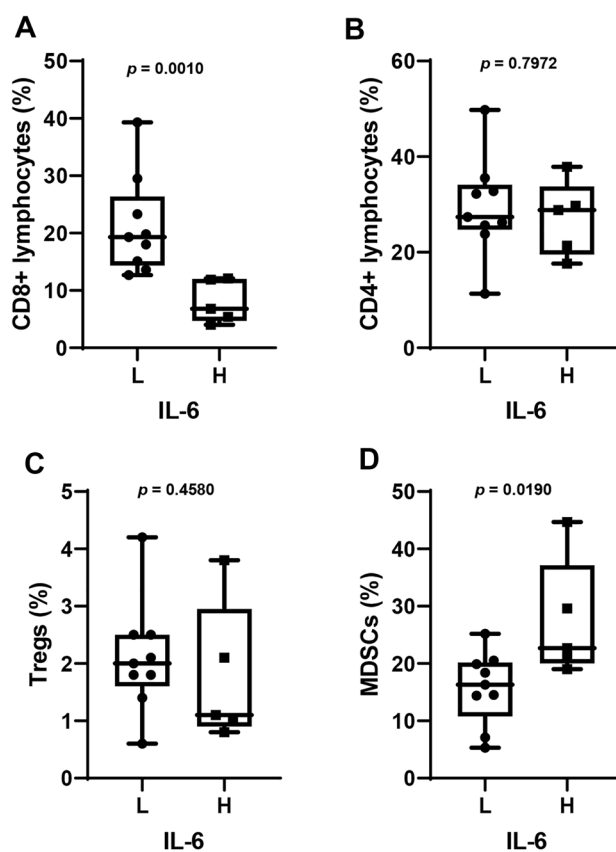 A
CD8+ lymphocytes (%)
50
40
30
20
10
0
p = 0.0010
L H
IL-6
B
CD4+ lymphocytes (%)
60
40
20
0
p = 0.7972
L H
IL-6
C
Tregs (%)
5
4
3
2
1
0
p = 0.4580
L H
IL-6
D
MDSCs (%)
50
40
30
20
10
0
p = 0.0190
L H
IL-6